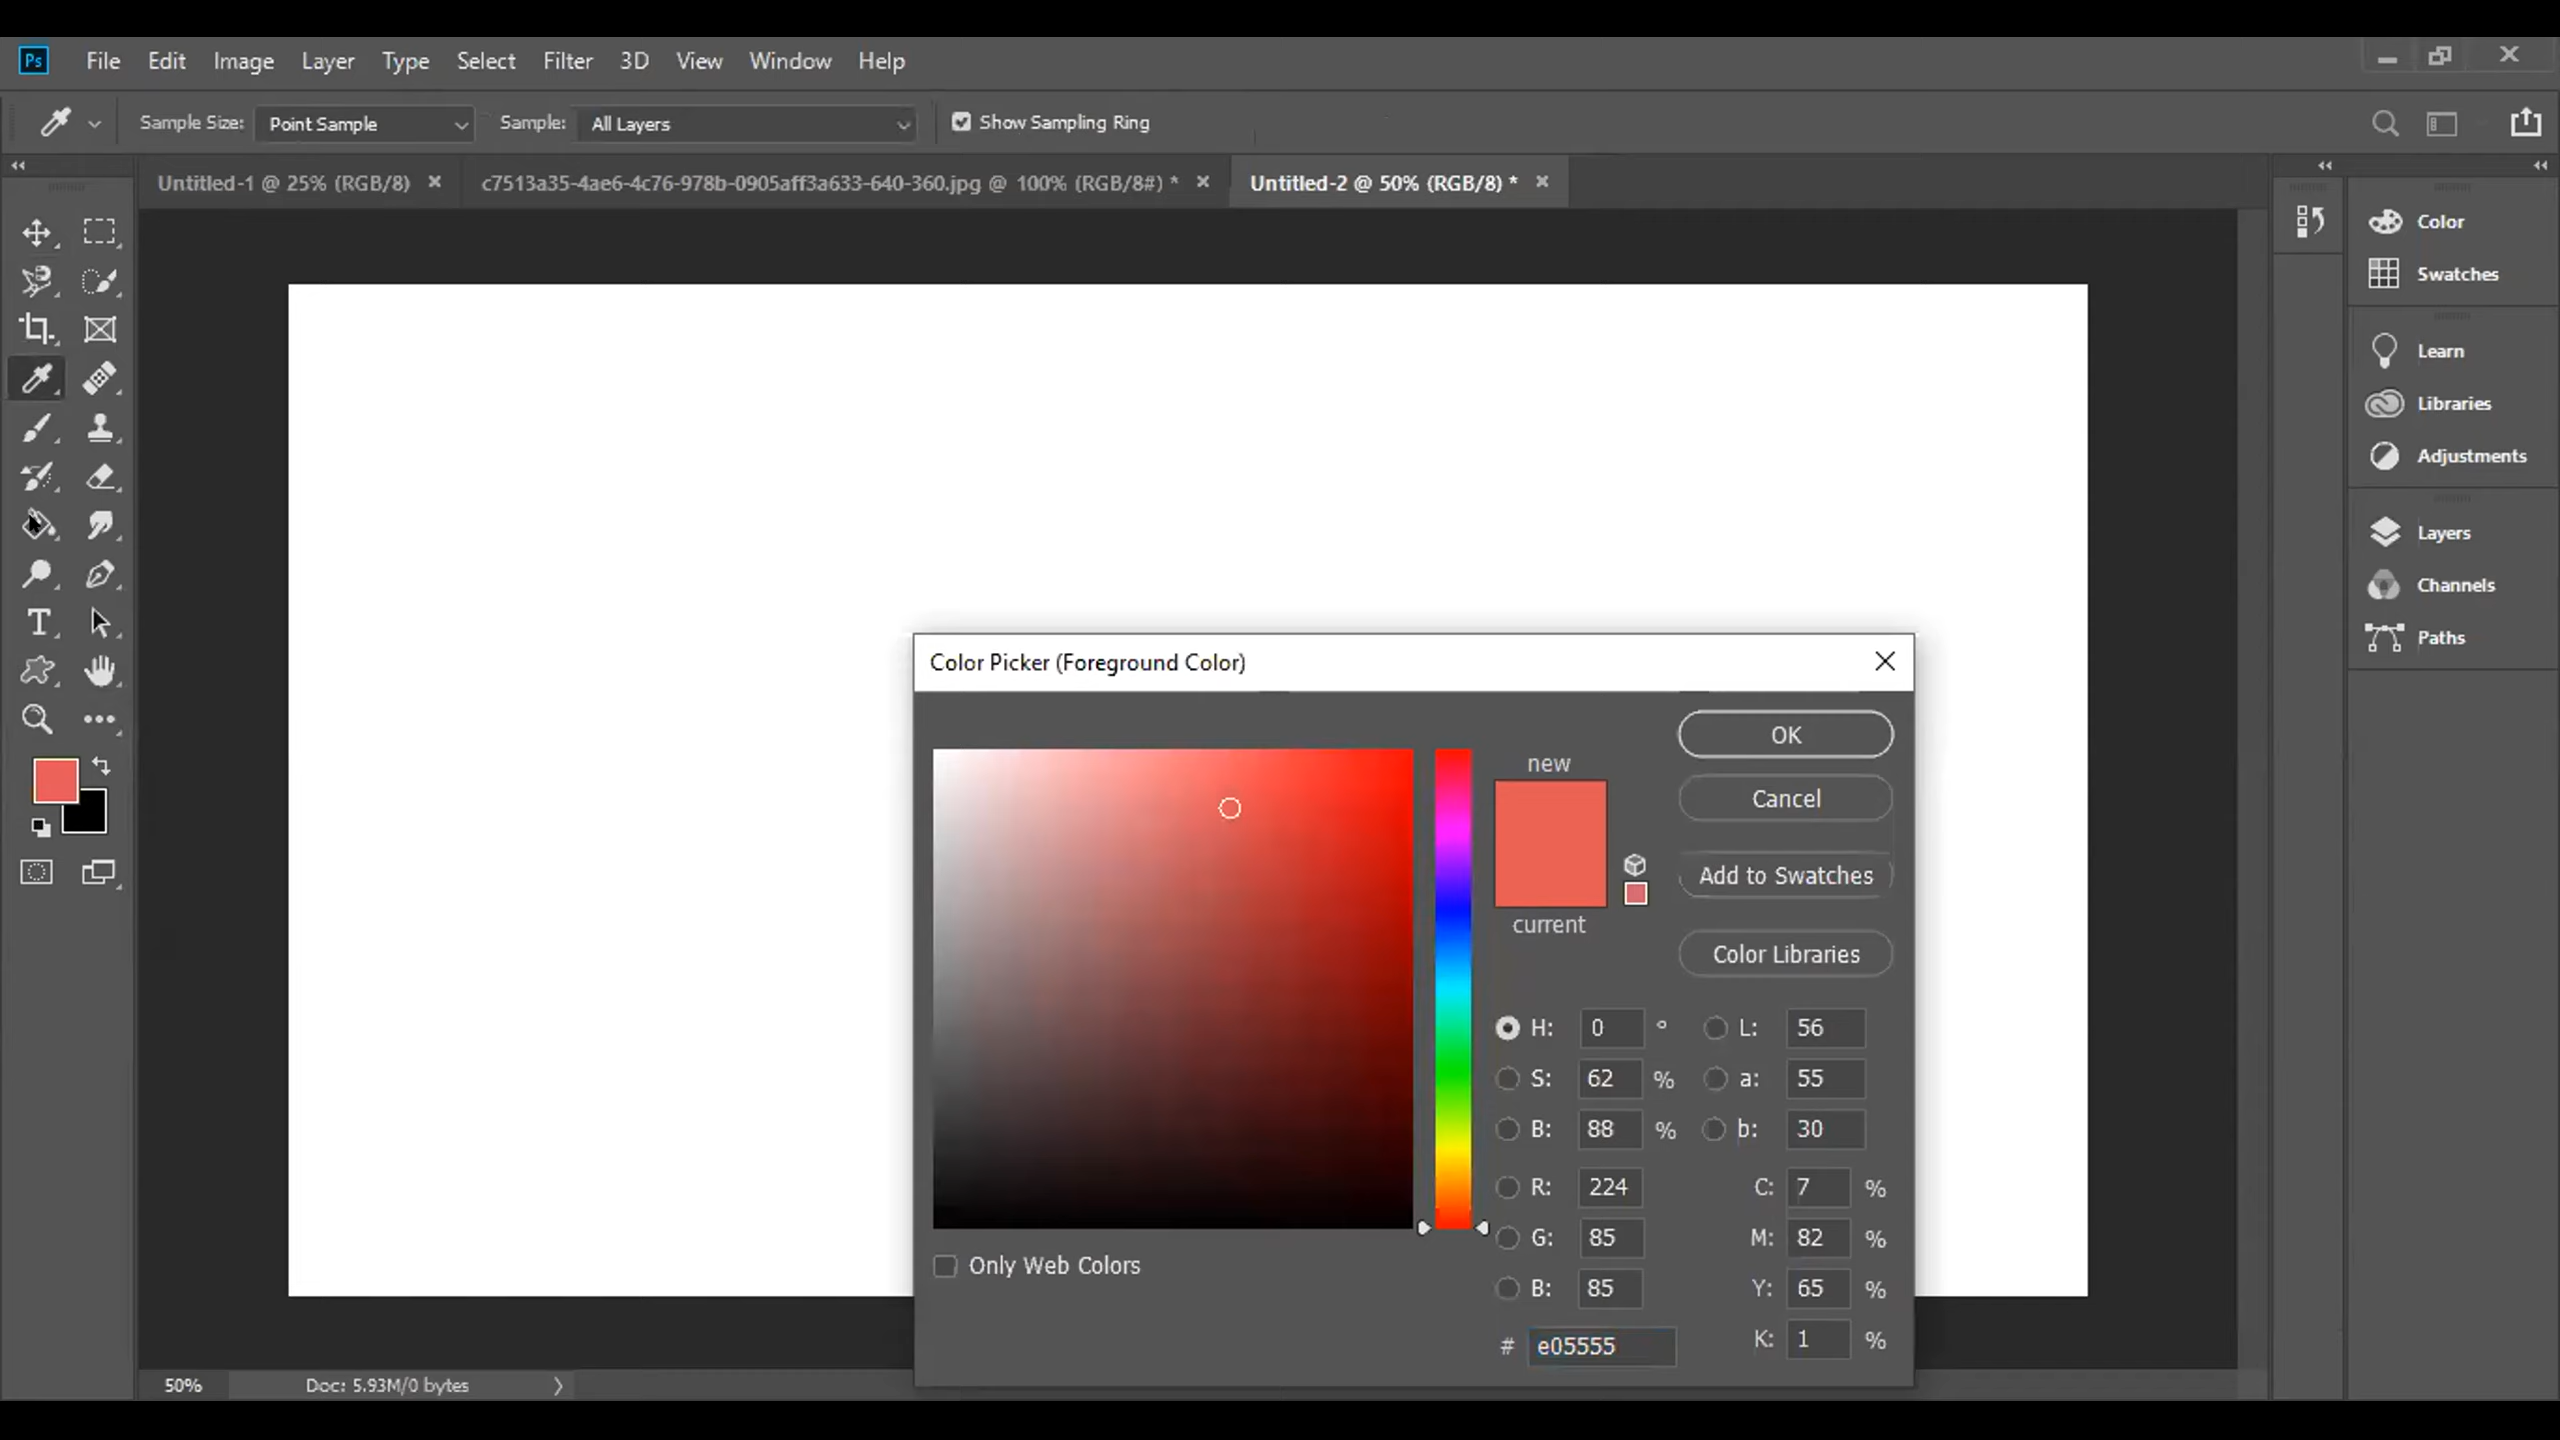 Ps File Edit Image Layer Type Select Filter 3D View Window Help
Sample Size: Point Sample Sample: All Layers Show Sampling Ring
Untitled-1 @ 25% (RGB/8) c7513a35-4ae6-4c76-978b-0905aff3a633-640-360.jpg @ 100% (RGB/8#) * Untitled-2 @ 50% (RGB/8) *
Color
Swatches
Learn
Libraries
Adjustments
Layers
Channels
Paths
T
Color Picker (Foreground Color)
new
current
OK
Cancel
Add to Swatches
Color Libraries
H: 0 ° L: 56
S: 62 % a: 55
B: 88 % b: 30
R: 224 C: 7 %
G: 85 M: 82 %
B: 85 Y: 65 %
# e05555 K: 1 %
Only Web Colors
50% Doc: 5.93M/0 bytes